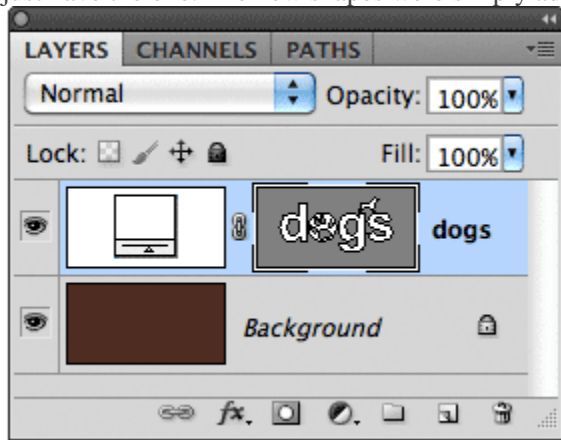 LAYERS CHANNELS PATHS
Normal Opacity: 100%
Lock: Fill: 100%
dogs dogs
Background
fx.